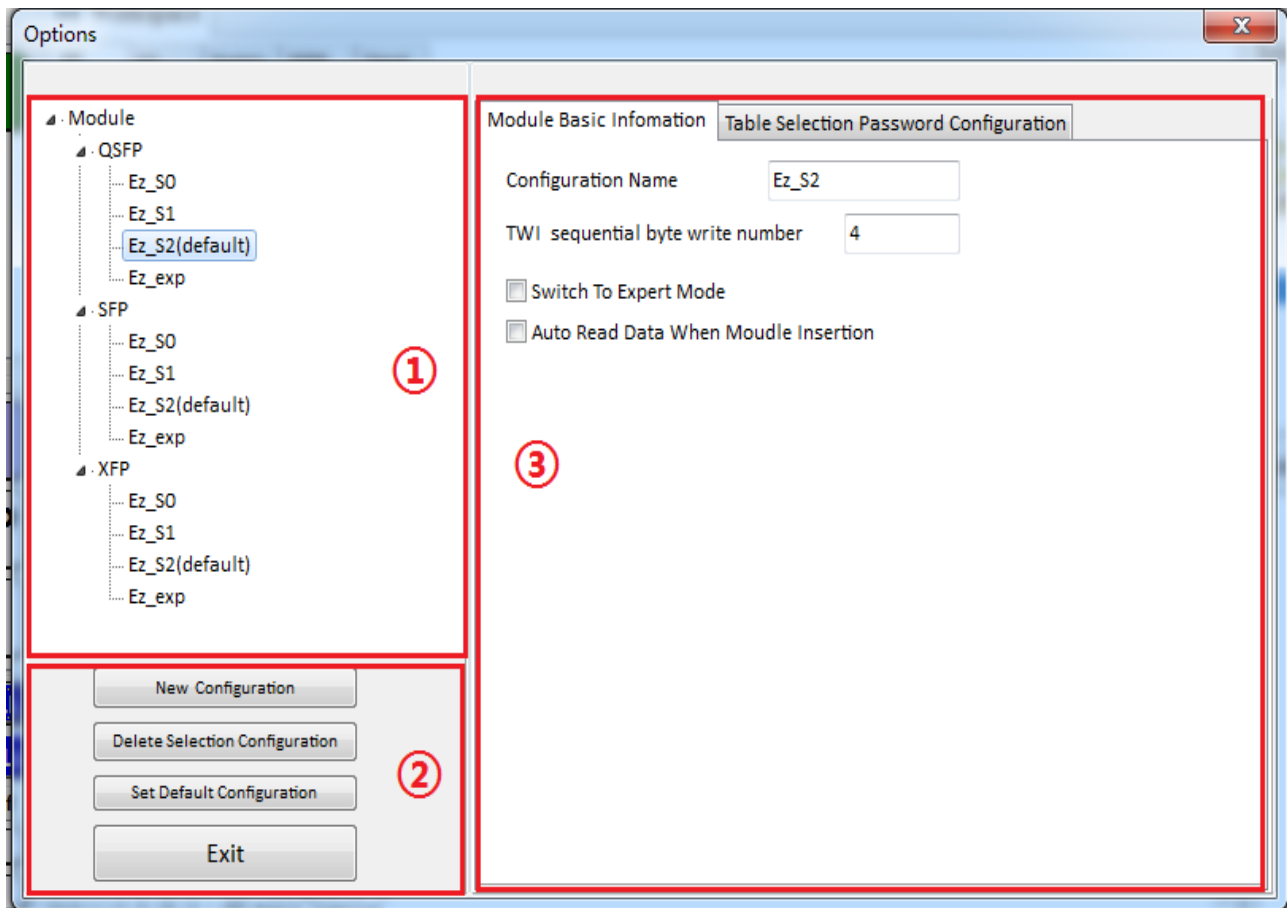 Options
Module
QSFP
Ez_S0
Ez_S1
Ez_S2(default)
Ez_exp
SFP
Ez_S0
Ez_S1
Ez_S2(default)
Ez_exp
XFP
Ez_S0
Ez_S1
Ez_S2(default)
Ez_exp
①
New Configuration
Delete Selection Configuration
Set Default Configuration
Exit
②
Module Basic Infomation
Table Selection Password Configuration
Configuration Name Ez_S2
TWI sequential byte write number 4
Switch To Expert Mode
Auto Read Data When Moudle Insertion
③